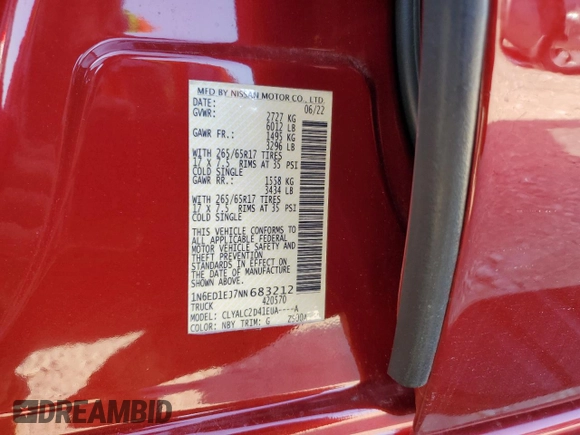 MFD BY NISSAN MOTOR CO., LTD.
DATE: 06/22
GVWR: 2727 KG
6012 LB
GAWR FR.: 1495 KG
3296 LB
WITH 265/65R17 TIRES
17 X 7.5 RIMS AT 35 PSI
COLD SINGLE
GAWR RR.: 1558 KG
3434 LB
WITH 265/65R17 TIRES
17 X 7.5 RIMS AT 35 PSI
COLD SINGLE
THIS VEHICLE CONFORMS TO
ALL APPLICABLE FEDERAL
MOTOR VEHICLE SAFETY AND
THEFT PREVENTION
STANDARDS IN EFFECT ON
THE DATE OF MANUFACTURE
SHOWN ABOVE.
1N6ED1EJ7NN683212
TRUCK 420570
MODEL: CLYALCZD41EUA----A
COLOR: NBY TRIM: G
DREAMBID